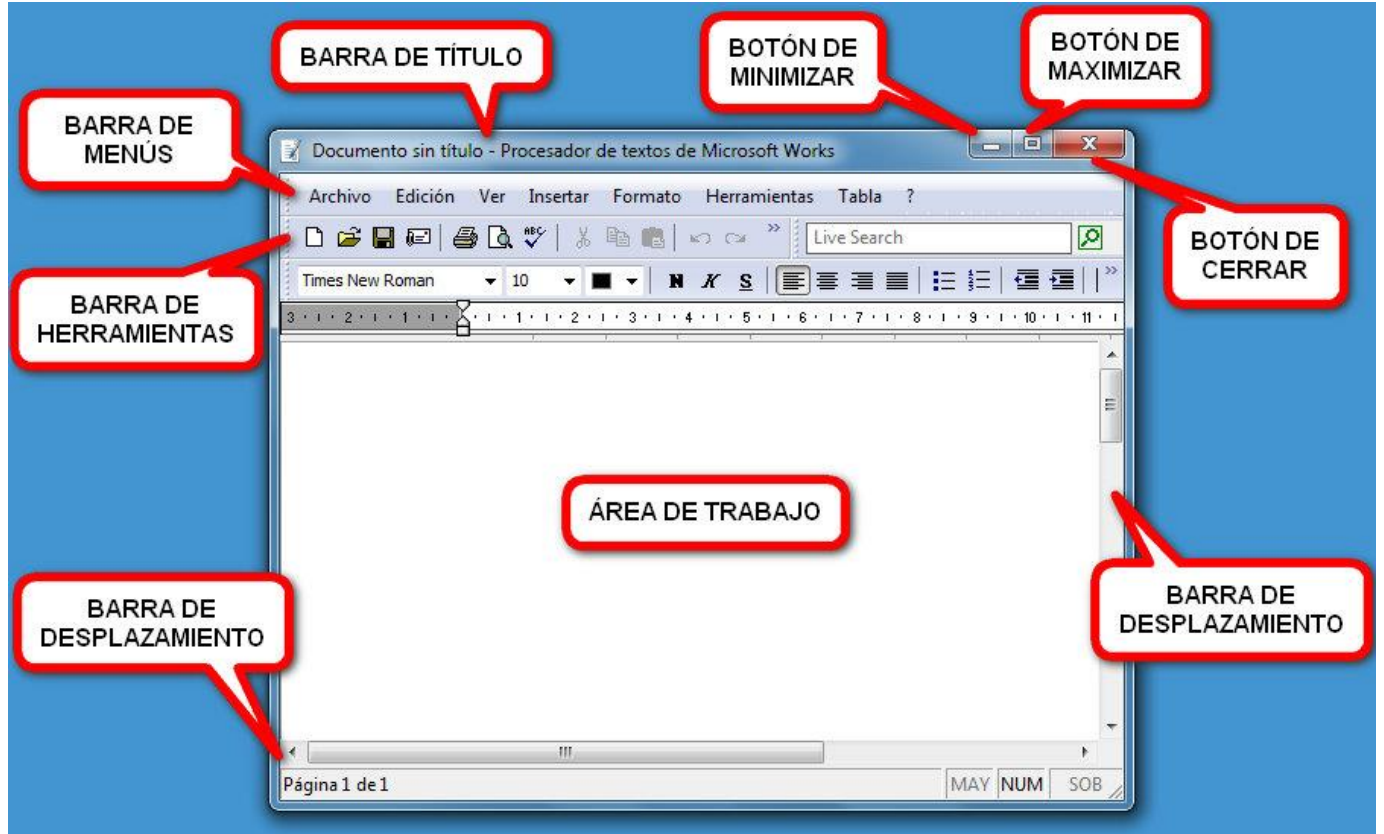 BARRA DE TÍTULO
BOTÓN DE
MINIMIZAR
BOTÓN DE
MAXIMIZAR
BARRA DE
MENÚS
Documento sin título - Procesador de textos de Microsoft Works
Archivo Edición Ver Insertar Formato Herramientas Tabla ?
ABC
Live Search
BOTÓN DE
CERRAR
BARRA DE
HERRAMIENTAS
Times New Roman 10 N K S
3 2 1 1 2 3 4 5 6 7 8 9 10 11
ÁREA DE TRABAJO
BARRA DE
DESPLAZAMIENTO
BARRA DE
DESPLAZAMIENTO
Página 1 de 1 MAY NUM SOB